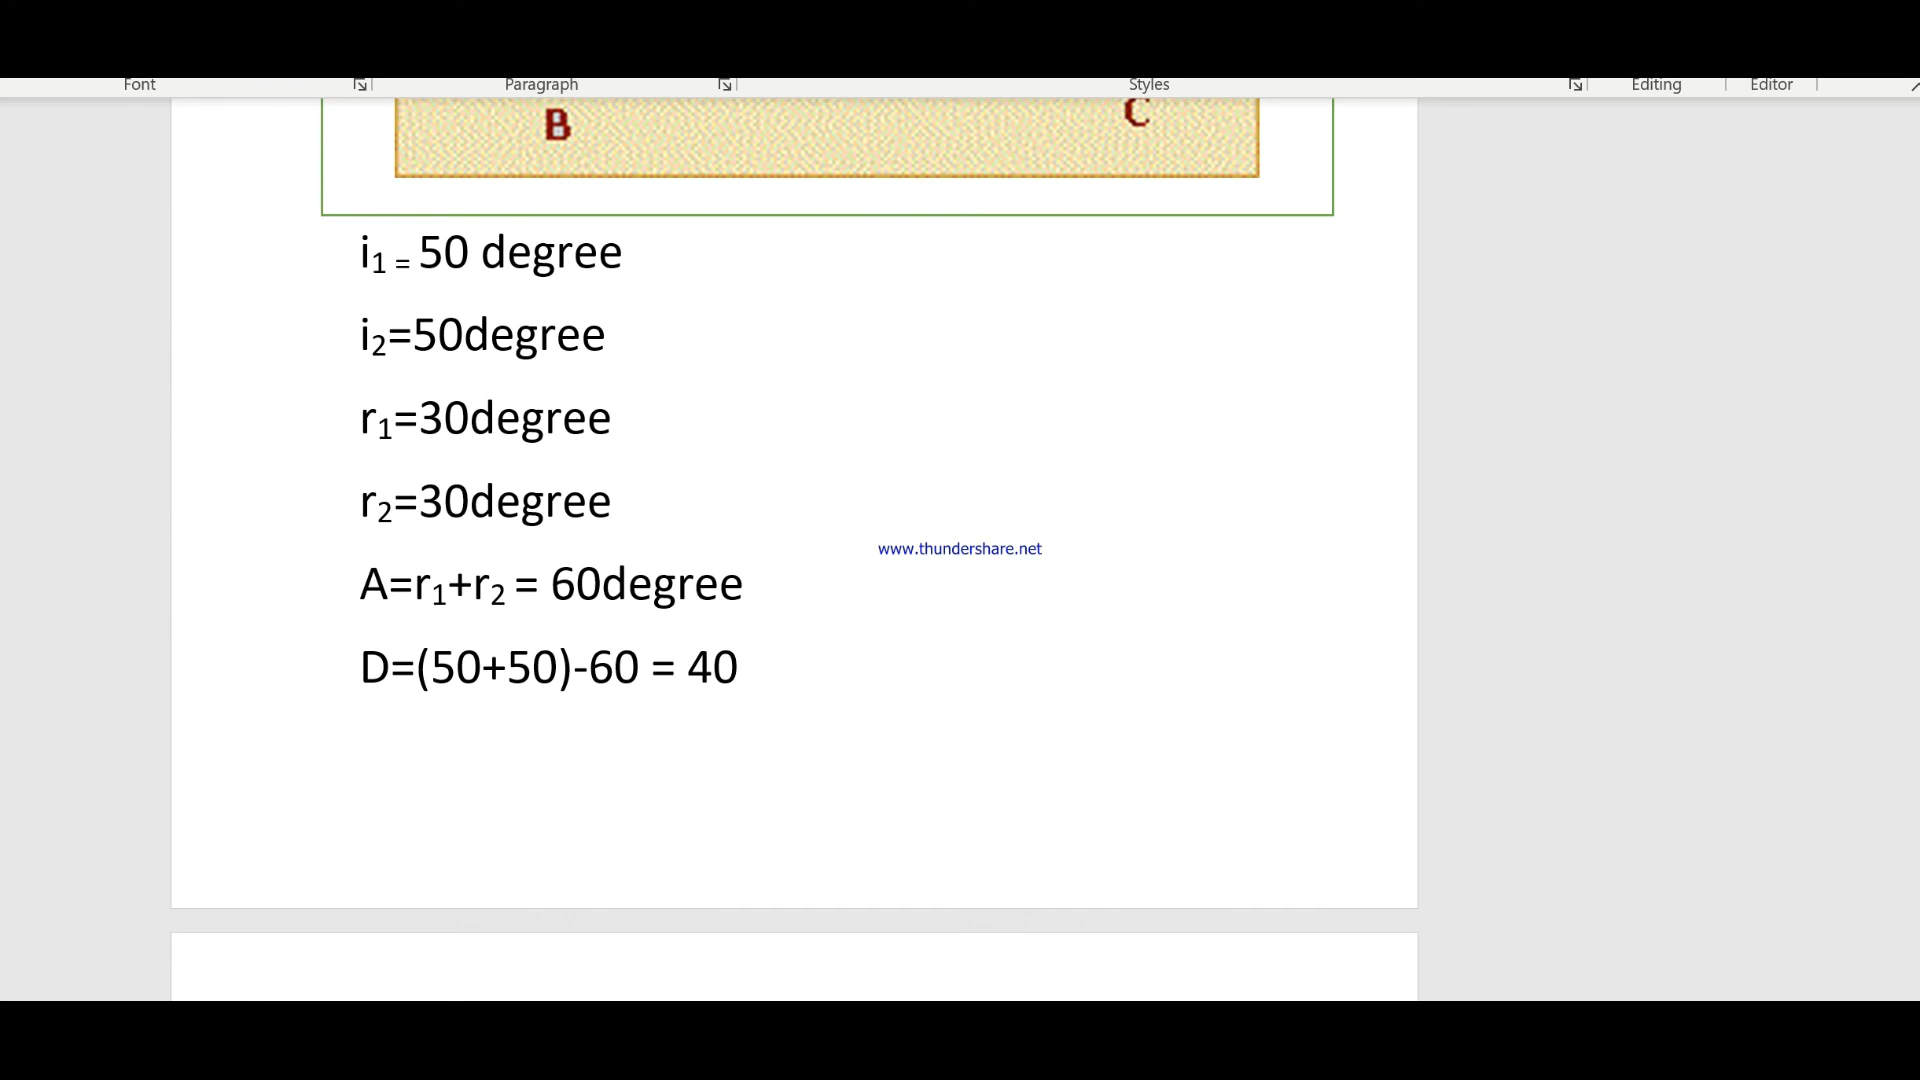 Font Paragraph Styles Editing Editor
B C
i₁ = 50 degree
i₂=50degree
r₁=30degree
r₂=30degree
www.thundershare.net
A=r₁+r₂ = 60degree
D=(50+50)-60 = 40